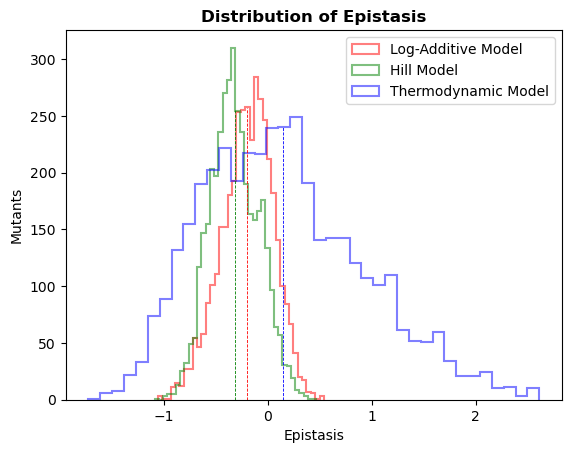 Distribution of Epistasis
Log-Additive Model
Hill Model
Thermodynamic Model
Mutants
300
250
200
150
100
50
0
−1
0
1
2
Epistasis